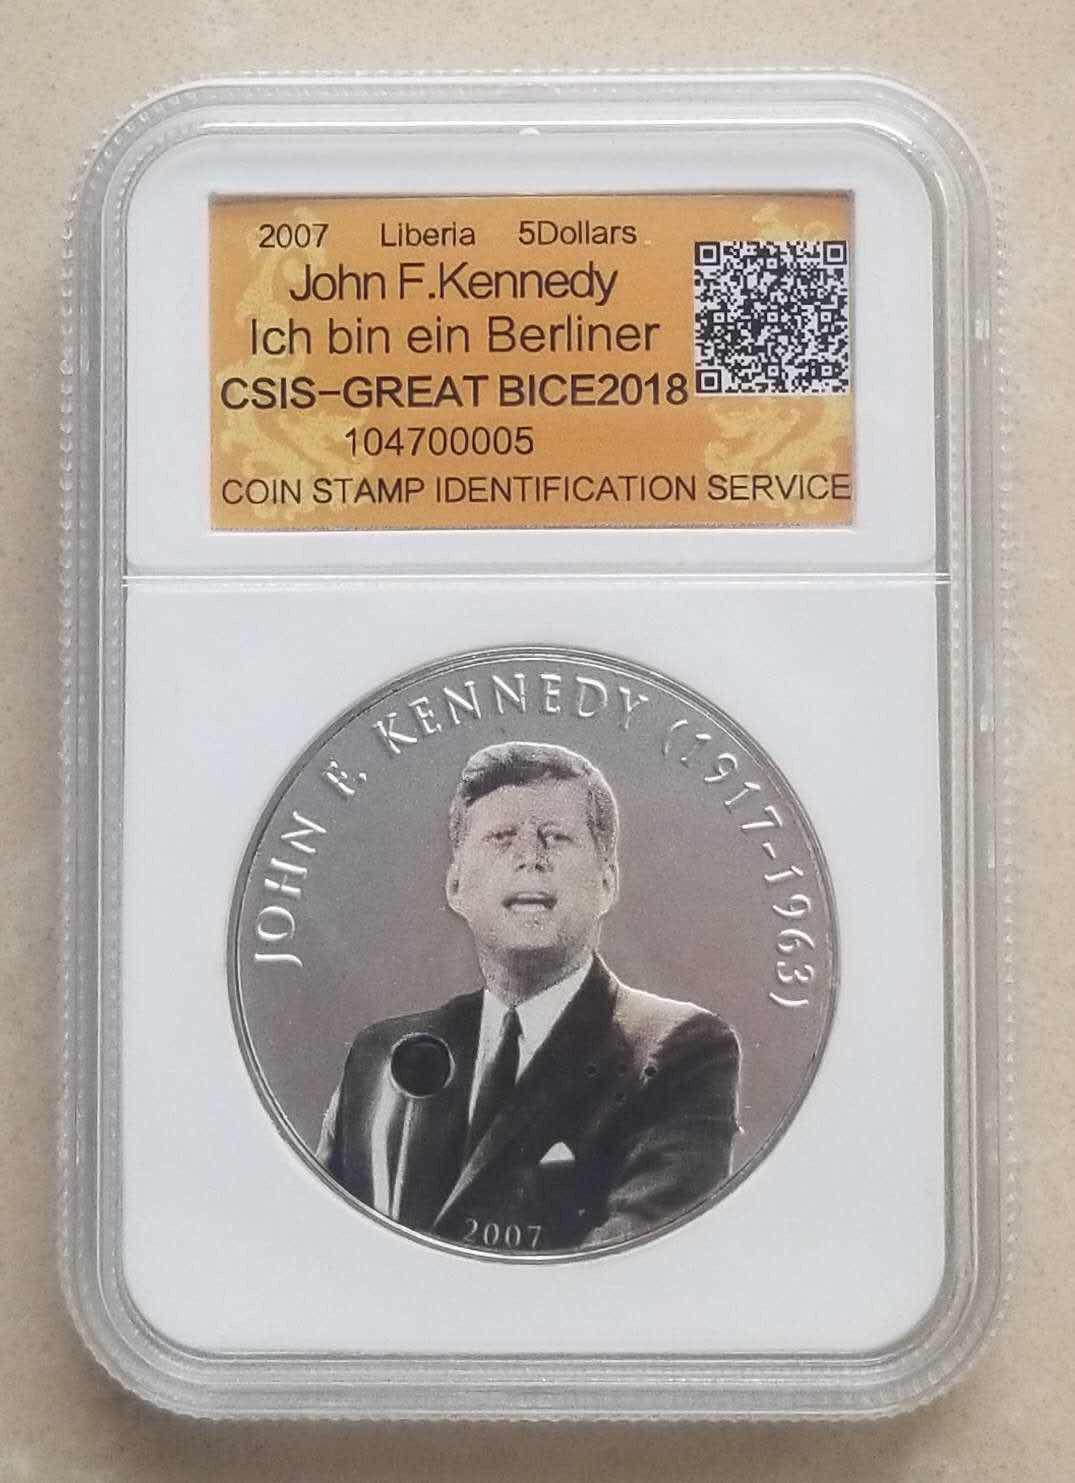 2007 Liberia 5Dollars
John F.Kennedy
Ich bin ein Berliner
CSIS-GREAT BICE2018
104700005
COIN STAMP IDENTIFICATION SERVICE
JOHN F. KENNEDY (1917-1963)
2007